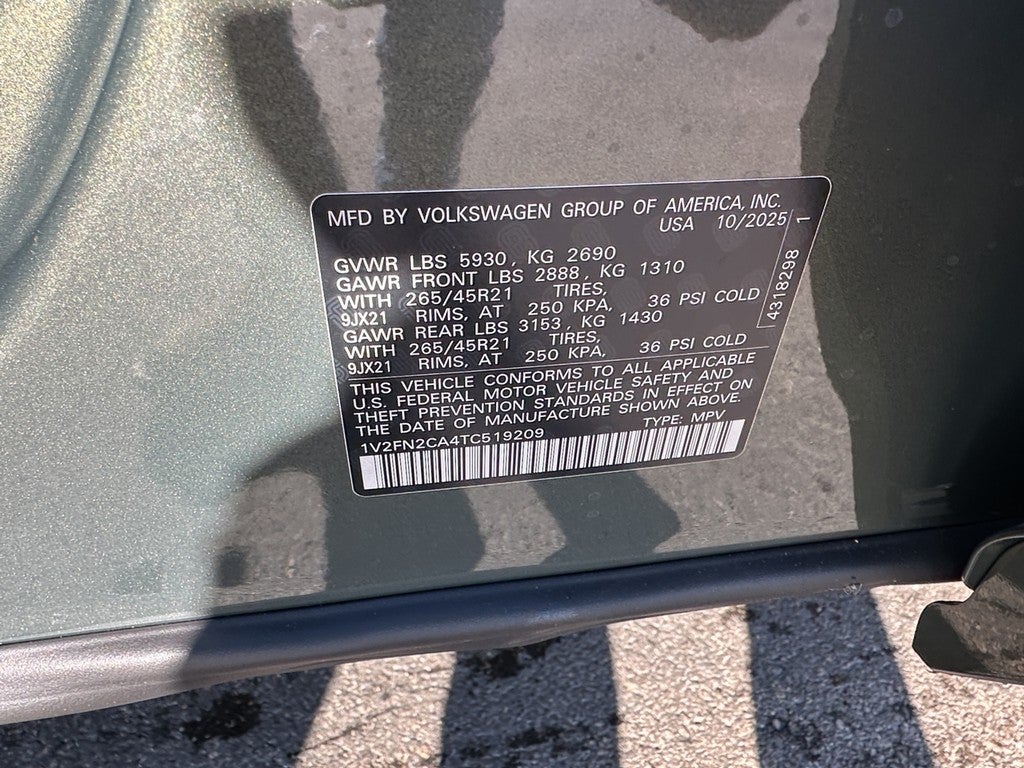 MFD BY VOLKSWAGEN GROUP OF AMERICA, INC.
USA 10/2025
GVWR LBS 5930, KG 2690
GAWR FRONT LBS 2888, KG 1310
WITH 265/45R21 TIRES,
9JX21 RIMS, AT 250 KPA, 36 PSI COLD
GAWR REAR LBS 3153, KG 1430
WITH 265/45R21 TIRES,
9JX21 RIMS, AT 250 KPA, 36 PSI COLD
THIS VEHICLE CONFORMS TO ALL APPLICABLE
U.S. FEDERAL MOTOR VEHICLE SAFETY AND
THEFT PREVENTION STANDARDS IN EFFECT ON
THE DATE OF MANUFACTURE SHOWN ABOVE.
1V2FN2CA4TC519209 TYPE: MPV
4318298 1